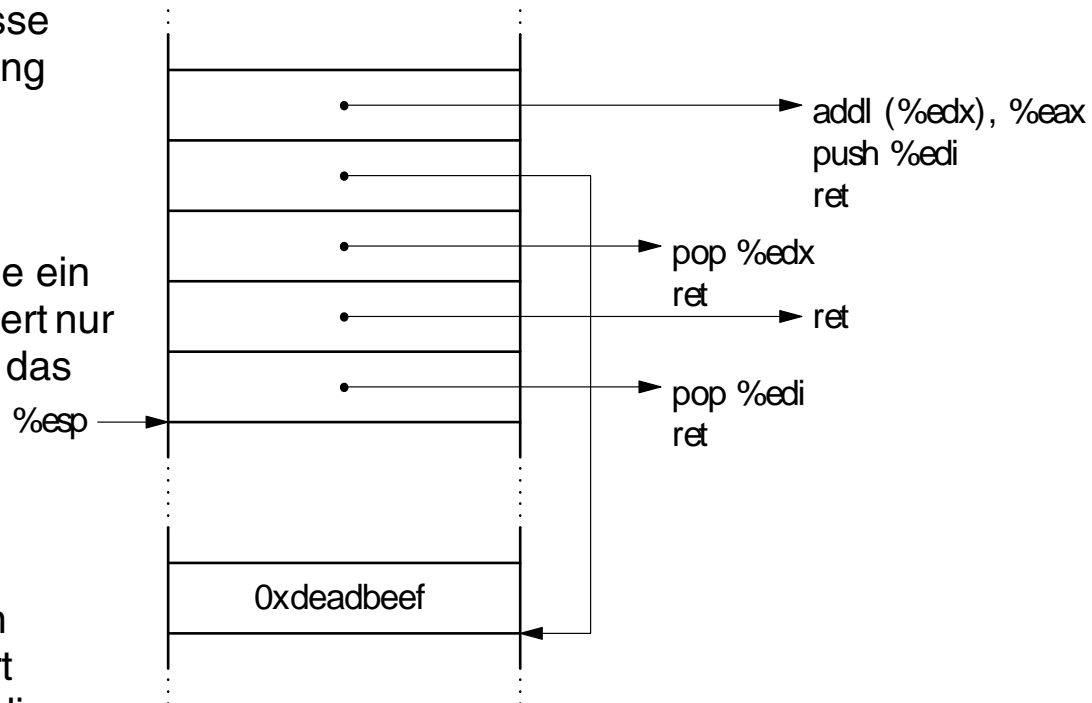 sse
ng
addl (%edx), %eax
push %edi
ret
e ein
ert nur
das
pop %edx
ret
ret
%esp
pop %edi
ret
0xdeadbeef
rt